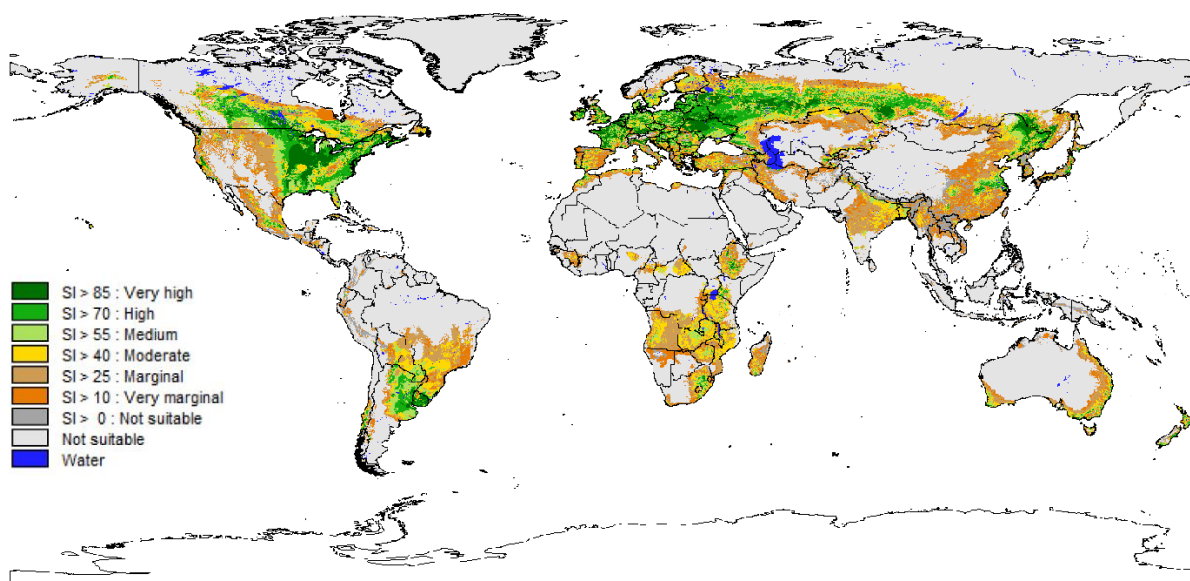 SI > 85 : Very high
SI > 70 : High
SI > 55 : Medium
SI > 40 : Moderate
SI > 25 : Marginal
SI > 10 : Very marginal
SI > 0 : Not suitable
Not suitable
Water